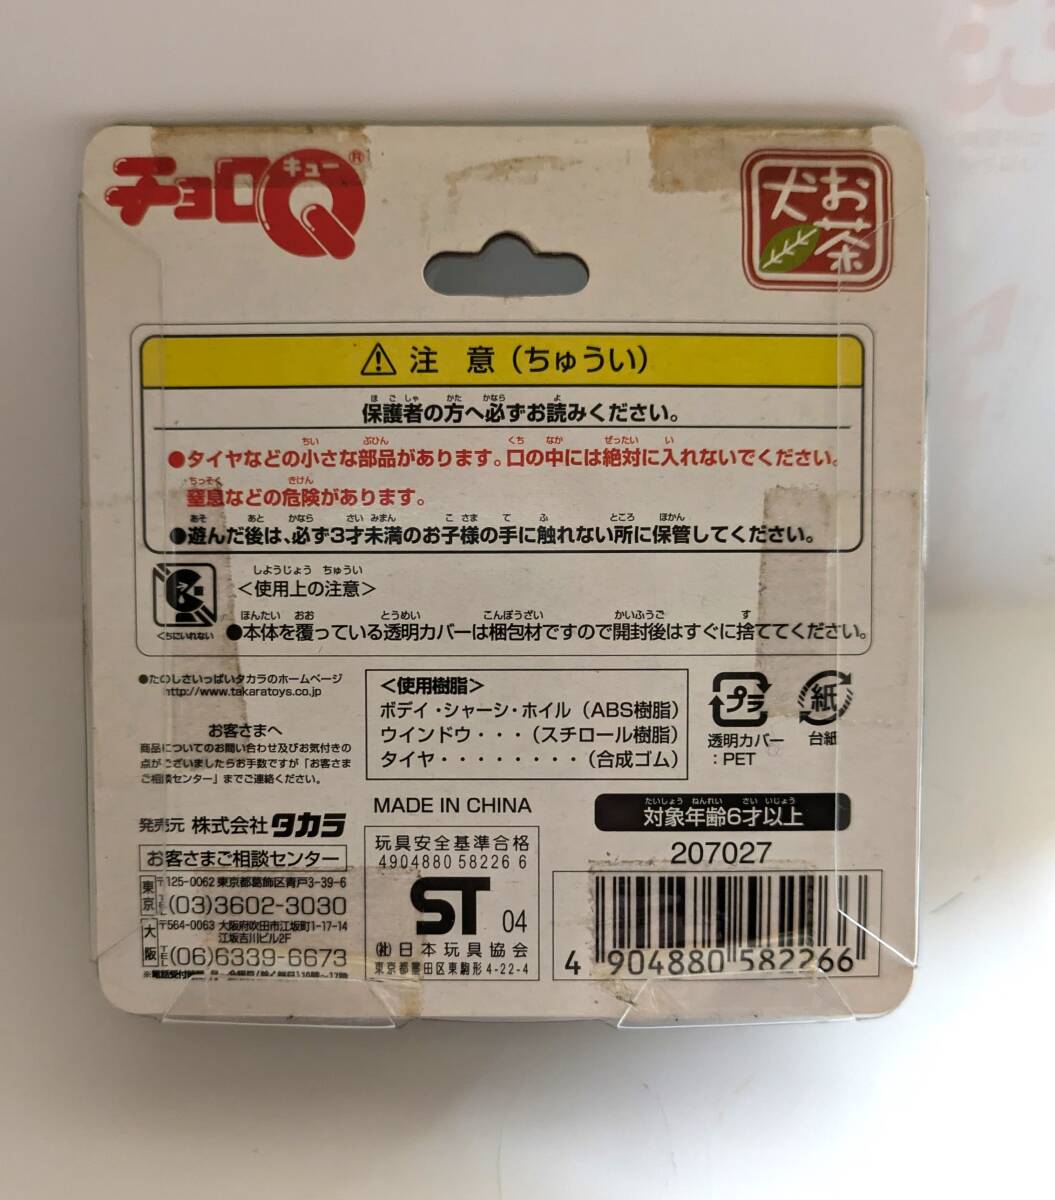 チョロQ®
キュー
お茶
犬
注 意（ちゅうい）
保護者の方へ必ずお読みください。
●タイヤなどの小さな部品があります。口の中には絶対に入れないでください。
窒息などの危険があります。
●遊んだ後は、必ず3才未満のお子様の手に触れない所に保管してください。
くちにいれない
＜使用上の注意＞
●本体を覆っている透明カバーは梱包材ですので開封後はすぐに捨ててください。
●たのしさいっぱいタカラのホームページ
http://www.takaratoys.co.jp
お客さまへ
商品についてのお問い合わせ及びお気付きの
点がございましたらお手数ですが「お客さま
ご相談センター」までご連絡ください。
発売元 株式会社 タカラ
お客さまご相談センター
東京
〒125-0062 東京都葛飾区青戸3-39-6
TEL (03)3602-3030
大阪
〒564-0063 大阪府吹田市江坂町1-17-14
江坂吉川ビル2F
TEL (06)6339-6673
＜使用樹脂＞
ボディ・シャーシ・ホイル（ABS樹脂）
ウインドウ・・・（スチロール樹脂）
タイヤ・・・・・・・・（合成ゴム）
プラ
透明カバー
：PET
紙
台紙
MADE IN CHINA
玩具安全基準合格
4904880 58226 6
ST 04
(社)日本玩具協会
東京都墨田区東駒形4-22-4
対象年齢6才以上
207027
4 904880 582266